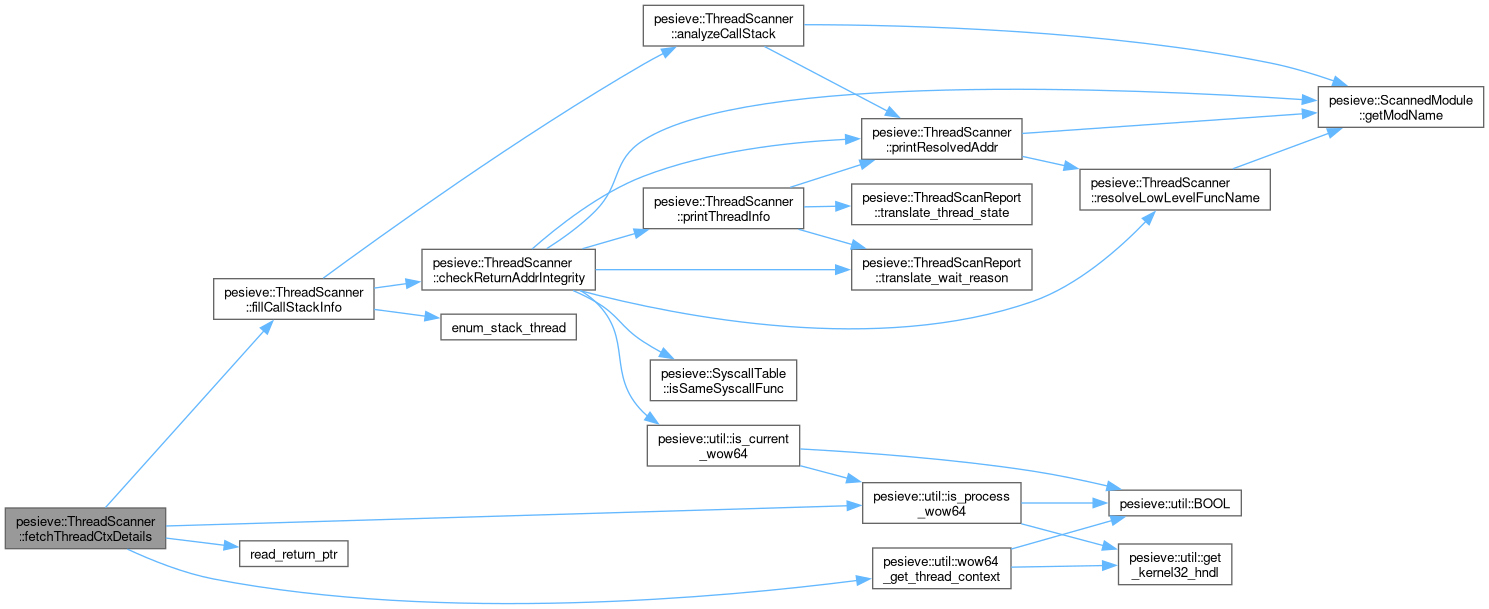 pesieve::ThreadScanner
::analyzeCallStack
pesieve::ScannedModule
::getModName
pesieve::ThreadScanner
::printResolvedAddr
pesieve::ThreadScanner
::resolveLowLevelFuncName
pesieve::ThreadScanner
::printThreadInfo
pesieve::ThreadScanReport
::translate_thread_state
pesieve::ThreadScanner
::checkReturnAddrIntegrity
pesieve::ThreadScanReport
::translate_wait_reason
pesieve::ThreadScanner
::fillCallStackInfo
enum_stack_thread
pesieve::SyscallTable
::isSameSyscallFunc
pesieve::util::is_current
_wow64
pesieve::util::is_process
_wow64
pesieve::util::BOOL
pesieve::ThreadScanner
::fetchThreadCtxDetails
read_return_ptr
pesieve::util::wow64
_get_thread_context
pesieve::util::get
_kernel32_hndl